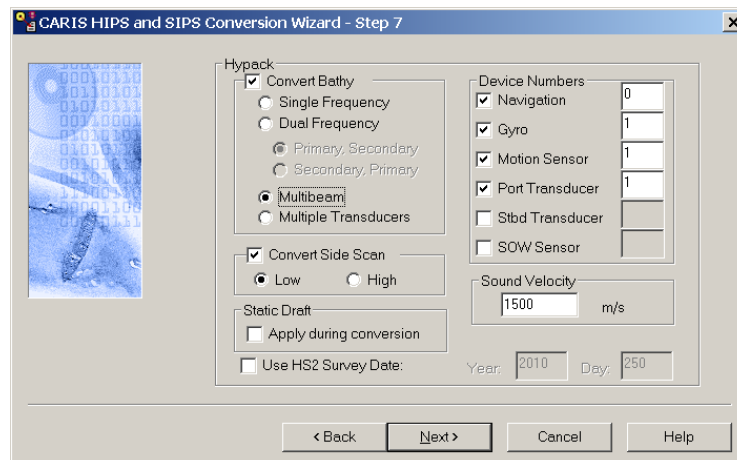 CARIS HIPS and SIPS Conversion Wizard - Step 7
Hypack
Convert Bathy
Single Frequency
Dual Frequency
Primary, Secondary
Secondary, Primary
Multibeam
Multiple Transducers
Convert Side Scan
Low High
Static Draft
Apply during conversion
Use HS2 Survey Date:
Device Numbers
Navigation 0
Gyro 1
Motion Sensor 1
Port Transducer 1
Stbd Transducer
SOW Sensor
Sound Velocity
1500 m/s
Year: 2010 Day: 250
< Back Next > Cancel Help